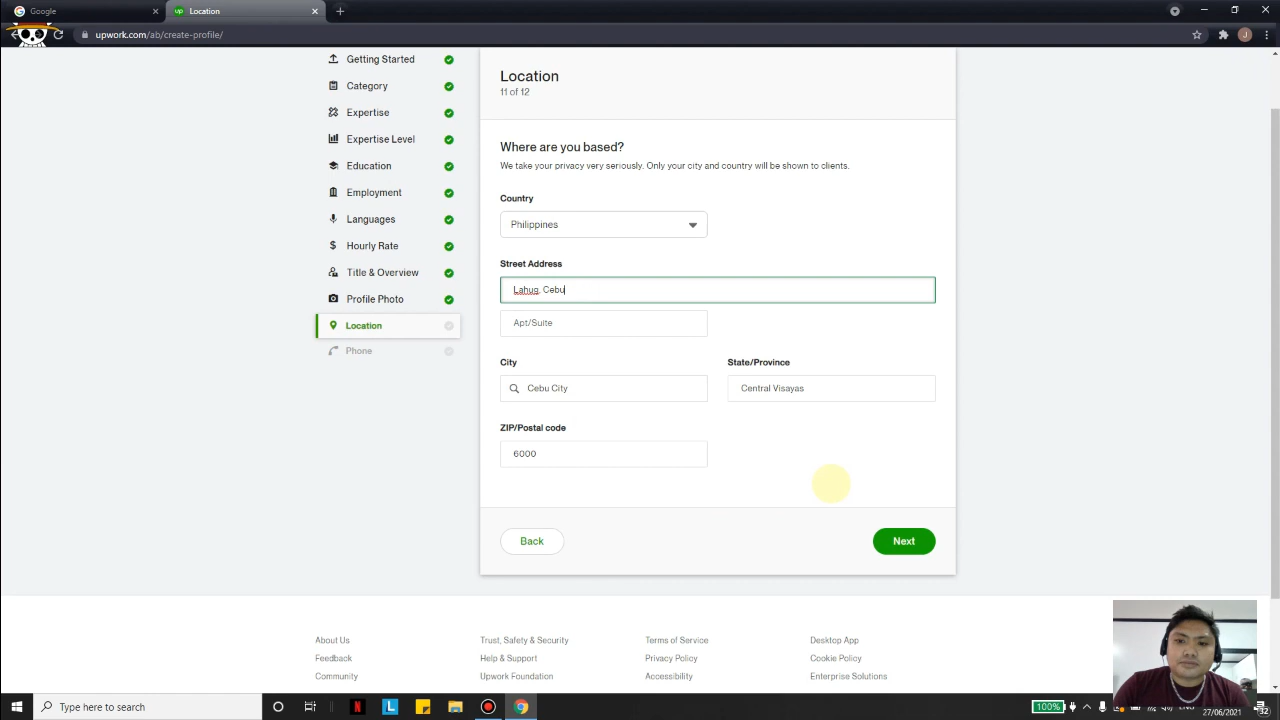 Google
up Location
upwork.com/ab/create-profile/
J
Getting Started
Category
Expertise
Expertise Level
Education
Employment
Languages
Hourly Rate
Title & Overview
Profile Photo
Location
Phone
Location
11 of 12
Where are you based?
We take your privacy very seriously. Only your city and country will be shown to clients.
Country
Philippines
Street Address
Lahug, Cebu
Apt/Suite
City
State/Province
Cebu City
Central Visayas
ZIP/Postal code
6000
Back
Next
About Us
Trust, Safety & Security
Terms of Service
Desktop App
Feedback
Help & Support
Privacy Policy
Cookie Policy
Community
Upwork Foundation
Accessibility
Enterprise Solutions
Type here to search
N
L
100%
27/06/2021